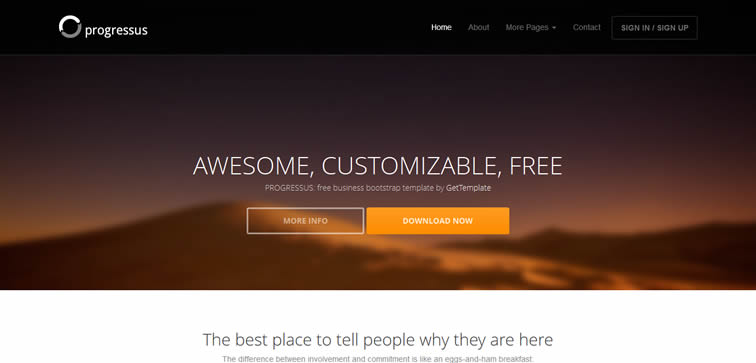 progressus
Home About More Pages Contact SIGN IN / SIGN UP
AWESOME, CUSTOMIZABLE, FREE
PROGRESSUS: free business bootstrap template by GetTemplate
MORE INFO DOWNLOAD NOW
The best place to tell people why they are here
The difference between involvement and commitment is like an eggs-and-ham breakfast.